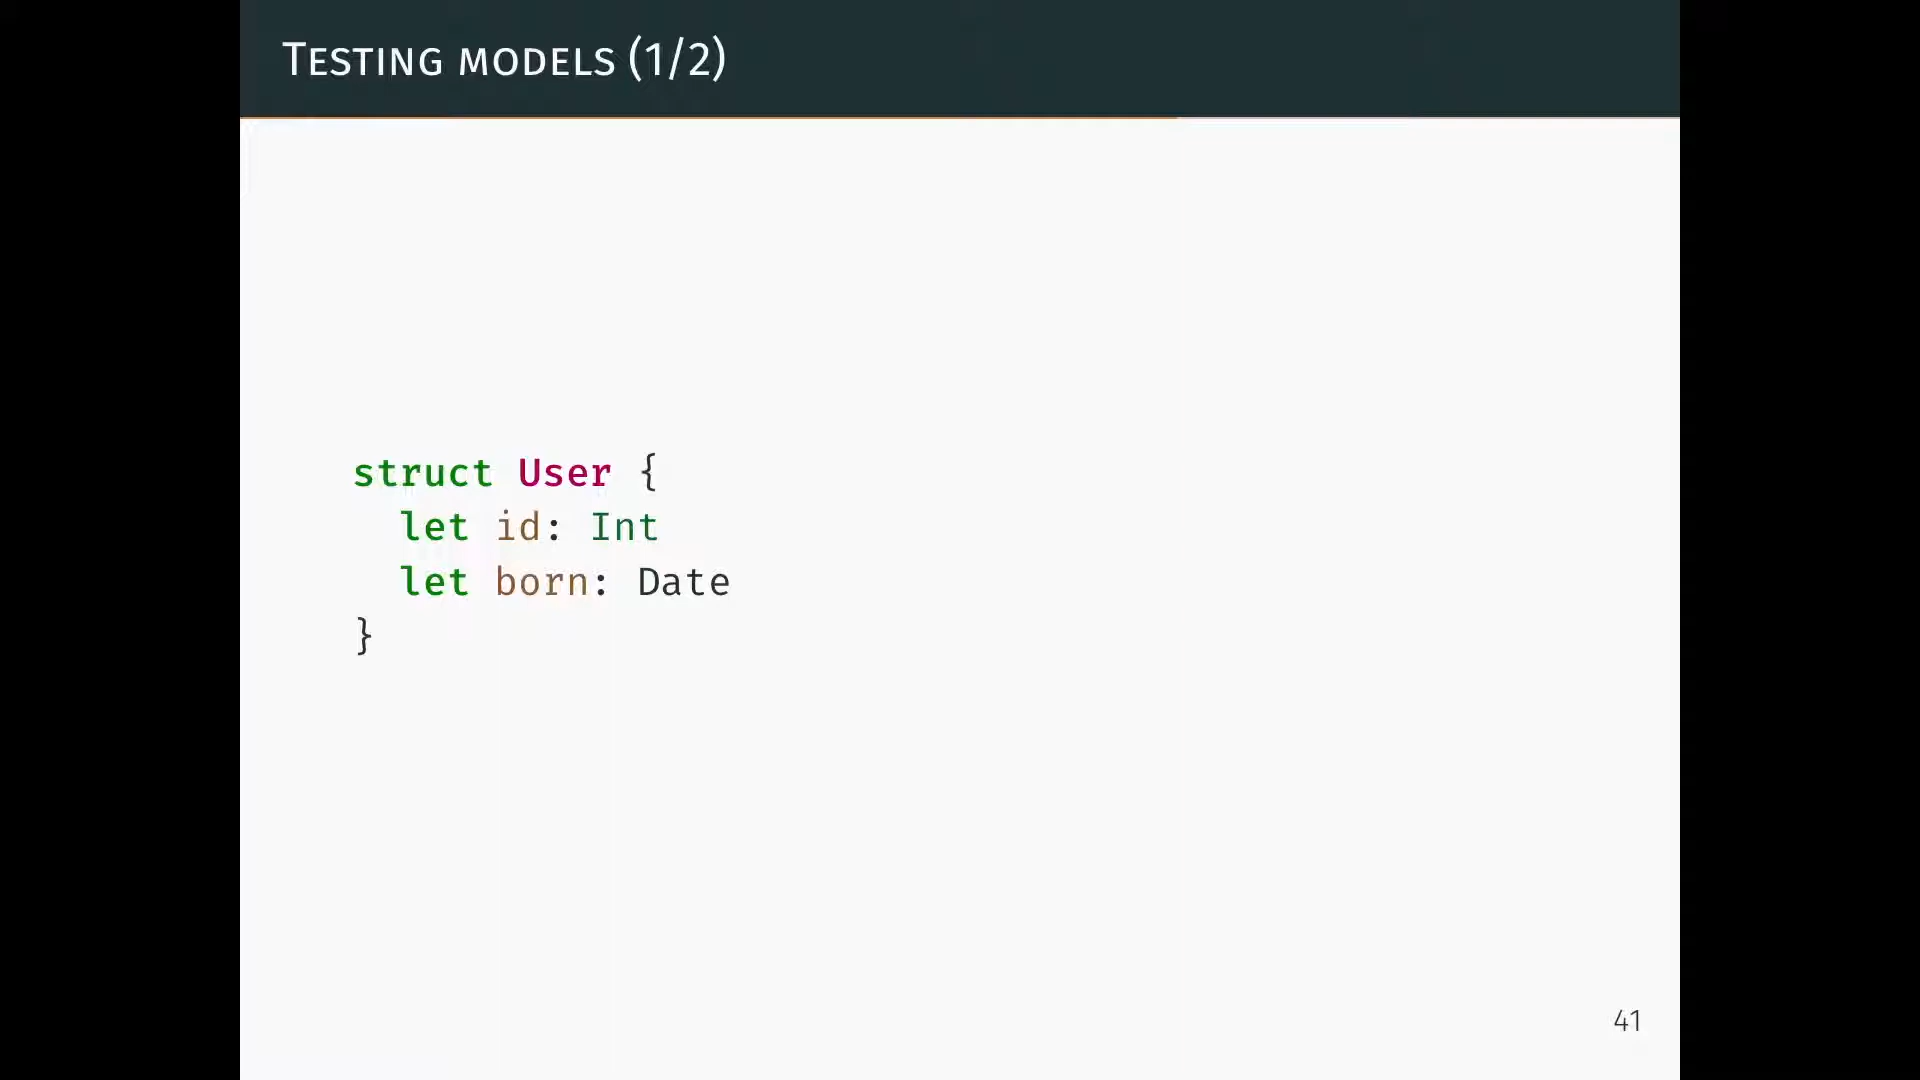 Testing models (1/2)
struct User {
  let id: Int
  let born: Date
}
41